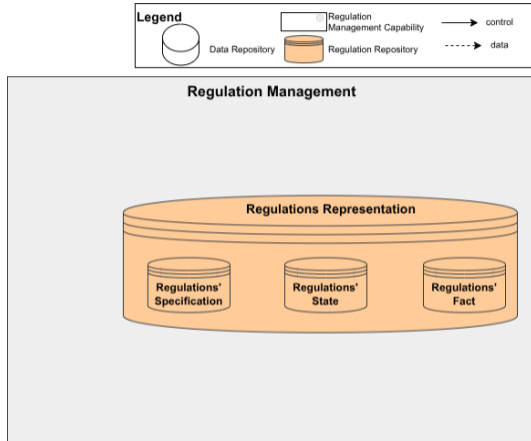 Legend
Data Repository
Regulation
Management Capability
Regulation Repository
control
data
Regulation Management
Regulations Representation
Regulations'
Specification
Regulations'
State
Regulations'
Fact